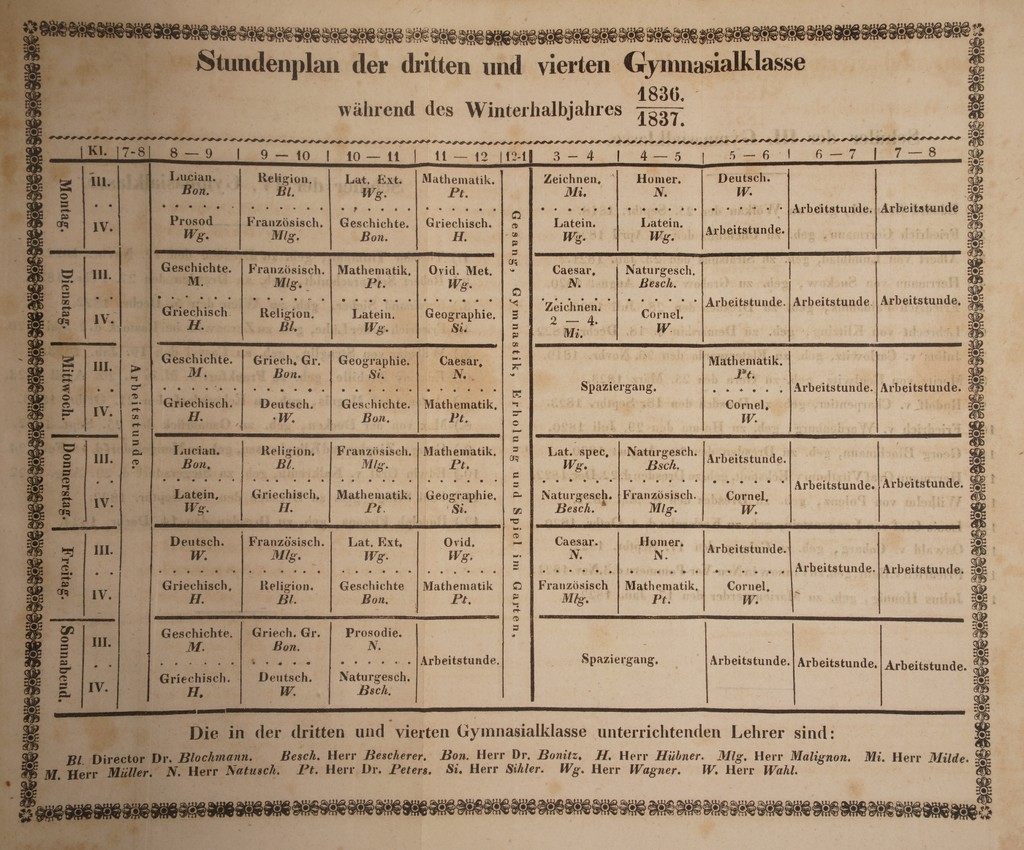 Stundenplan der dritten und vierten Gymnasialklasse
während des Winterhalbjahres 1836. / 1837.
Kl. 7-8 8 — 9 9 — 10 10 — 11 11 — 12 12-1 3 — 4 4 — 5 5 — 6 6 — 7 7 — 8
Arbeitstunde.
Gesang, Gymnastik, Erholung und Spiel im Garten.
Montag.
III. Lucian. Religion. Lat. Ext. Mathematik. Zeichnen. Homer. Deutsch.
Bon. Bl. Wg. Pt. Mi. N. W.
Arbeitstunde. Arbeitstunde
IV. Prosod Französisch. Geschichte. Griechisch. Latein. Latein. Arbeitstunde.
Wg. Mlg. Bon. H. Wg. Wg.
Dienstag.
III. Geschichte. Französisch. Mathematik. Ovid. Met. Caesar. Naturgesch.
M. Mlg. Pt. Wg. N. Besch.
Arbeitstunde. Arbeitstunde. Arbeitstunde.
IV. Griechisch Religion. Latein. Geographie. Zeichnen. Cornel.
H. Bl. Wg. Si. 2 — 4. W.
Mi.
Mittwoch.
III. Geschichte. Griech. Gr. Geographie. Caesar. Mathematik.
M. Bon. Si. N. Pt.
Spaziergang. Arbeitstunde. Arbeitstunde.
IV. Griechisch. Deutsch. Geschichte. Mathematik. Cornel.
H. W. Bon. Pt. W.
Donnerstag.
III. Lucian. Religion. Französisch. Mathematik. Lat. spec. Naturgesch. Arbeitstunde.
Bon. Bl. Mlg. Pt. Wg. Bsch.
Arbeitstunde. Arbeitstunde.
IV. Latein. Griechisch. Mathematik. Geographie. Naturgesch. Französisch. Cornel.
Wg. H. Pt. Si. Besch. Mlg. W.
Freitag.
III. Deutsch. Französisch. Lat. Ext. Ovid. Caesar. Homer. Arbeitstunde.
W. Mlg. Wg. Wg. N. N.
Arbeitstunde. Arbeitstunde.
IV. Griechisch. Religion. Geschichte Mathematik Französisch Mathematik. Cornel.
H. Bl. Bon. Pt. Mlg. Pt. W.
Sonnabend.
III. Geschichte. Griech. Gr. Prosodie.
M. Bon. N.
Arbeitstunde. Spaziergang. Arbeitstunde. Arbeitstunde. Arbeitstunde.
IV. Griechisch. Deutsch. Naturgesch.
H. W. Bsch.
Die in der dritten und vierten Gymnasialklasse unterrichtenden Lehrer sind:
Bl. Director Dr. Blochmann. Besch. Herr Bescherer. Bon. Herr Dr. Bonitz. H. Herr Hübner. Mlg. Herr Malignon. Mi. Herr Milde.
M. Herr Müller. N. Herr Natusch. Pt. Herr Dr. Peters. Si. Herr Sihler. Wg. Herr Wagner. W. Herr Wahl.